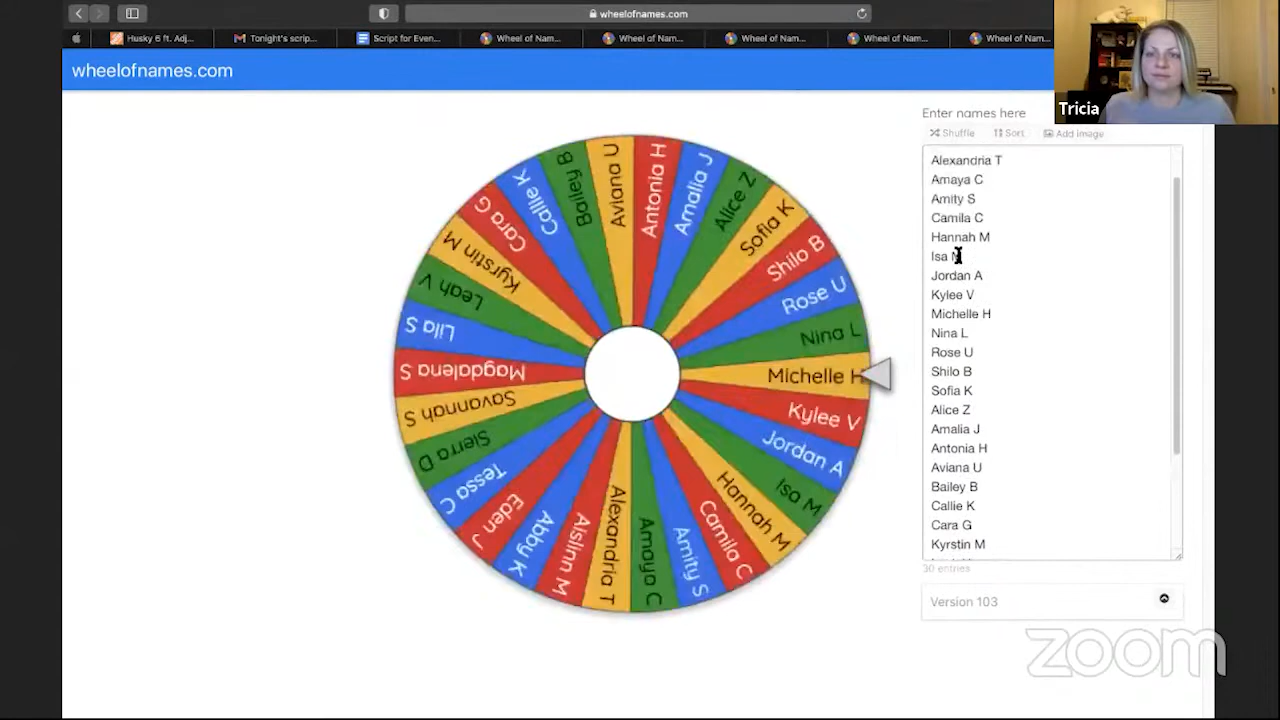 wheelofnames.com
Husky 6 ft. Adj...
Tonight's scrip...
Script for Even...
Wheel of Nam...
Wheel of Nam...
Wheel of Nam...
Wheel of Nam...
Wheel of Nam...
wheelofnames.com
Tricia
Enter names here
Shuffle
Sort
Add image
Alexandria T
Amaya C
Amity S
Camila C
Hannah M
Isa
Jordan A
Kylee V
Michelle H
Nina L
Rose U
Shilo B
Sofia K
Alice Z
Amalia J
Antonia H
Aviana U
Bailey B
Callie K
Cara G
Kyrstin M
30 entries
Version 103
Antonia H
Amalia J
Alice Z
Sofia K
Shilo B
Rose U
Nina L
Michelle H
Kylee V
Jordan A
Isa M
Hannah M
Camila C
Amity S
Amaya C
Alexandria T
Aislinn M
Abby K
Eden J
Tessa C
Sierra D
Savannah S
Magdalena S
Lila S
Leah V
Kyrstin M
Cara G
Callie K
Bailey B
Aviana U
zoom